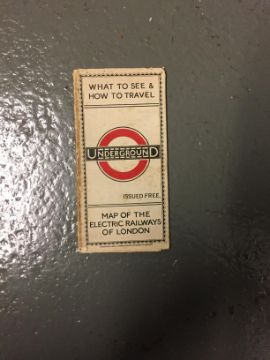 WHAT TO SEE &
HOW TO TRAVEL
UNDERGROUND
ISSUED FREE
MAP OF THE
ELECTRIC RAILWAYS
OF LONDON